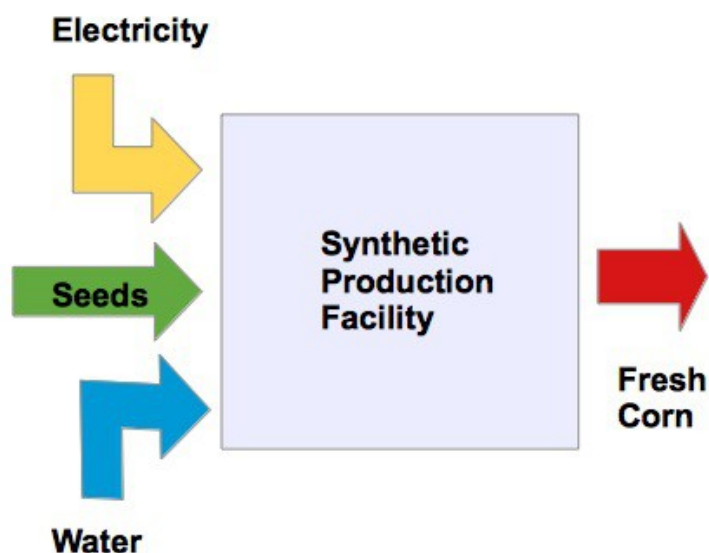 Electricity
Seeds
Water
Synthetic
Production
Facility
Fresh
Corn